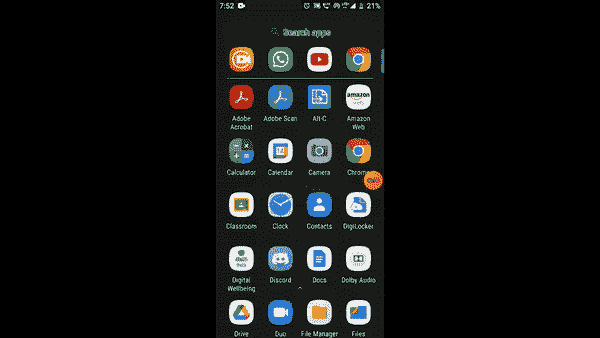 7:52
21%
Search apps
Adobe Acrobat
Adobe Scan
Alt-C
Amazon Web
Calculator
Calendar
Camera
Chrome
Classroom
Clock
Contacts
DigiLocker
Digital Wellbeing
Discord
Docs
Dolby Audio
Drive
Duo
File Manager
Files